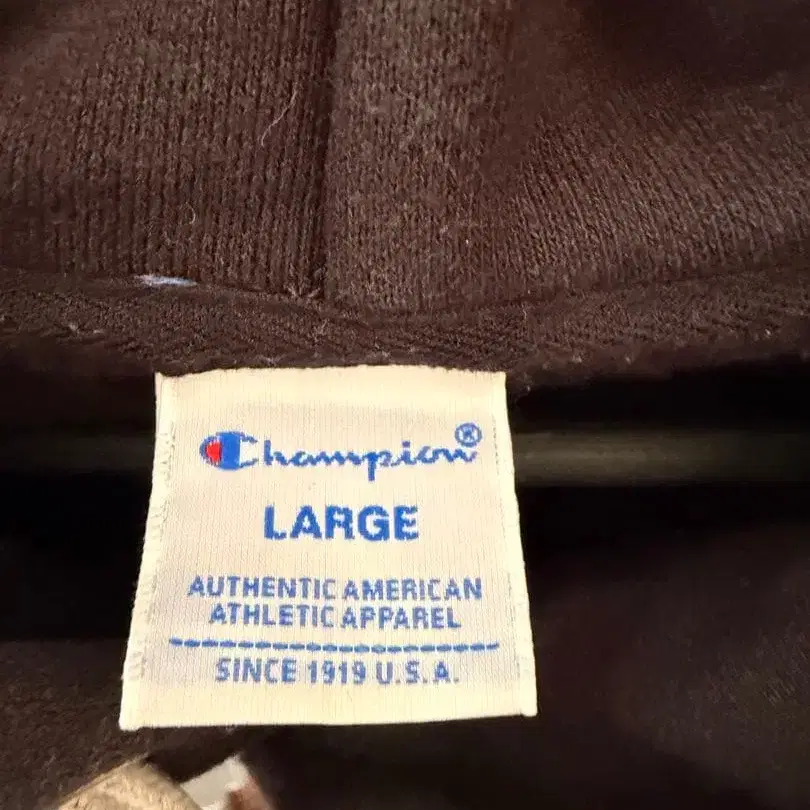 Champion®
LARGE
AUTHENTIC AMERICAN
ATHLETIC APPAREL
SINCE 1919 U.S.A.